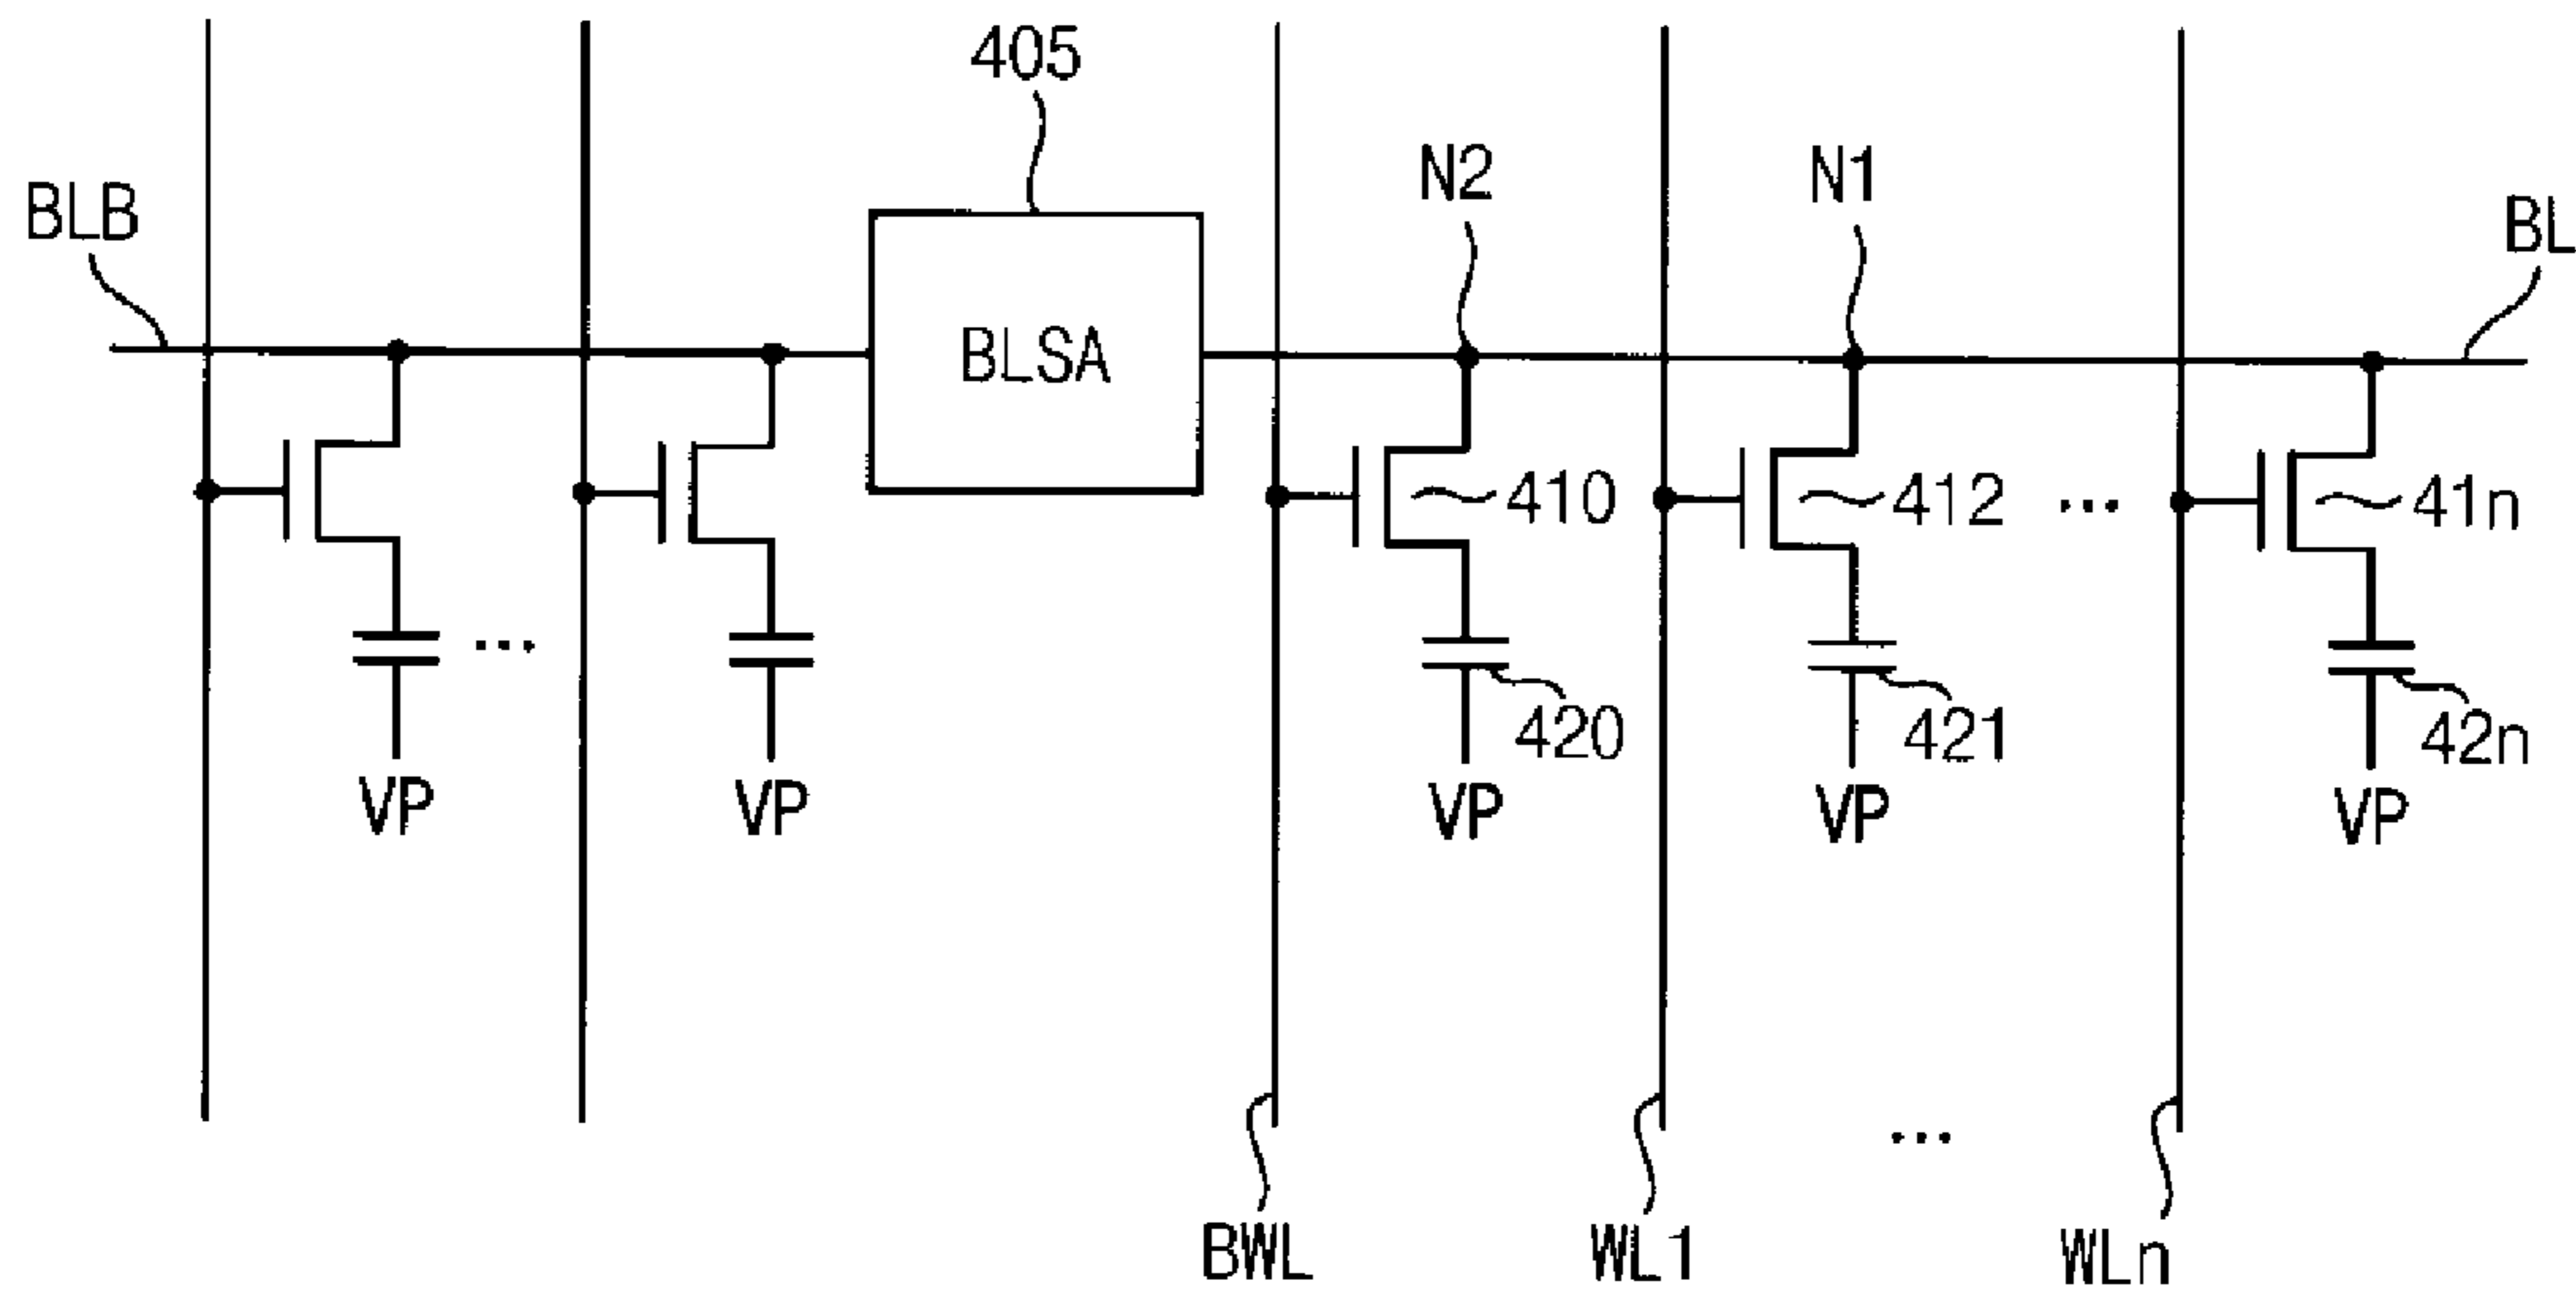 405
N2
N1
BLB
BL
BLSA
410
412
...
41n
...
420
421
42n
VP
VP
VP
VP
VP
...
BWL
WL1
WLn